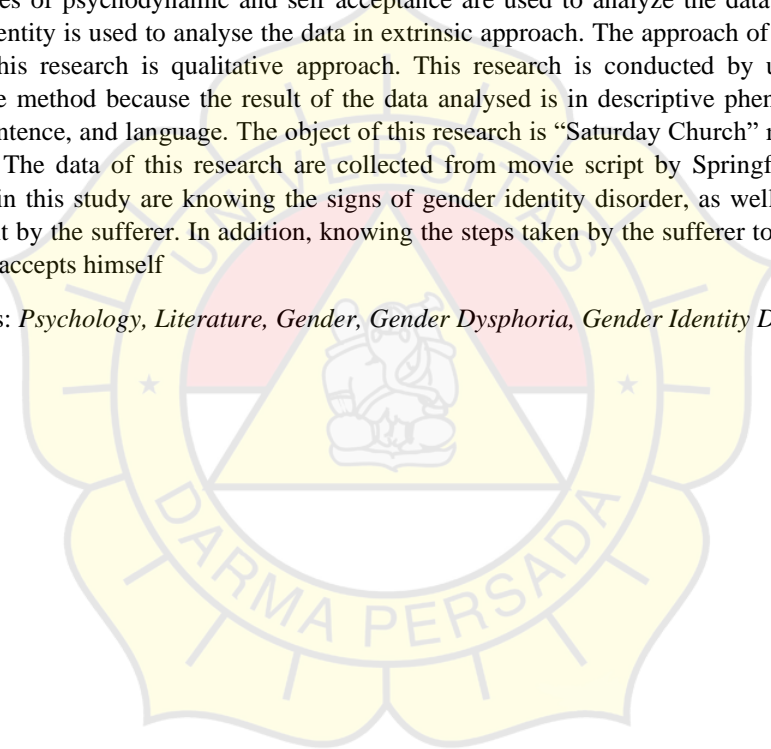 es of psychodynamic and self acceptance are used to analyze the data
entity is used to analyse the data in extrinsic approach. The approach of
his research is qualitative approach. This research is conducted by u
e method because the result of the data analysed is in descriptive phen
ntence, and language. The object of this research is “Saturday Church” 
The data of this research are collected from movie script by Springf
in this study are knowing the signs of gender identity disorder, as well
t by the sufferer. In addition, knowing the steps taken by the sufferer to
accepts himself
s: Psychology, Literature, Gender, Gender Dysphoria, Gender Identity D
UNIVERSITAS
DARMA PERSADA